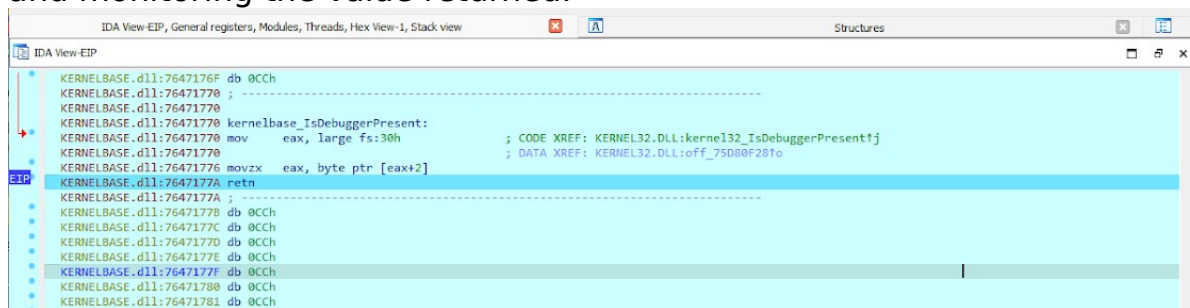 and monitoring the value returned.
IDA View-EIP, General registers, Modules, Threads, Hex View-1, Stack view
Structures
IDA View-EIP
KERNELBASE.dll:7647176F db 0CCh
KERNELBASE.dll:76471770 ; ---------------------------------------------------------------------------
KERNELBASE.dll:76471770
KERNELBASE.dll:76471770 kernelbase_IsDebuggerPresent:
KERNELBASE.dll:76471770 mov     eax, large fs:30h               ; CODE XREF: KERNEL32.DLL:kernel32_IsDebuggerPresent↑j
KERNELBASE.dll:76471770                                         ; DATA XREF: KERNEL32.DLL:off_75D80F28↑o
KERNELBASE.dll:76471776 movzx   eax, byte ptr [eax+2]
EIP KERNELBASE.dll:7647177A retn
KERNELBASE.dll:7647177A ; ---------------------------------------------------------------------------
KERNELBASE.dll:7647177B db 0CCh
KERNELBASE.dll:7647177C db 0CCh
KERNELBASE.dll:7647177D db 0CCh
KERNELBASE.dll:7647177E db 0CCh
KERNELBASE.dll:7647177F db 0CCh
KERNELBASE.dll:76471780 db 0CCh
KERNELBASE.dll:76471781 db 0CCh